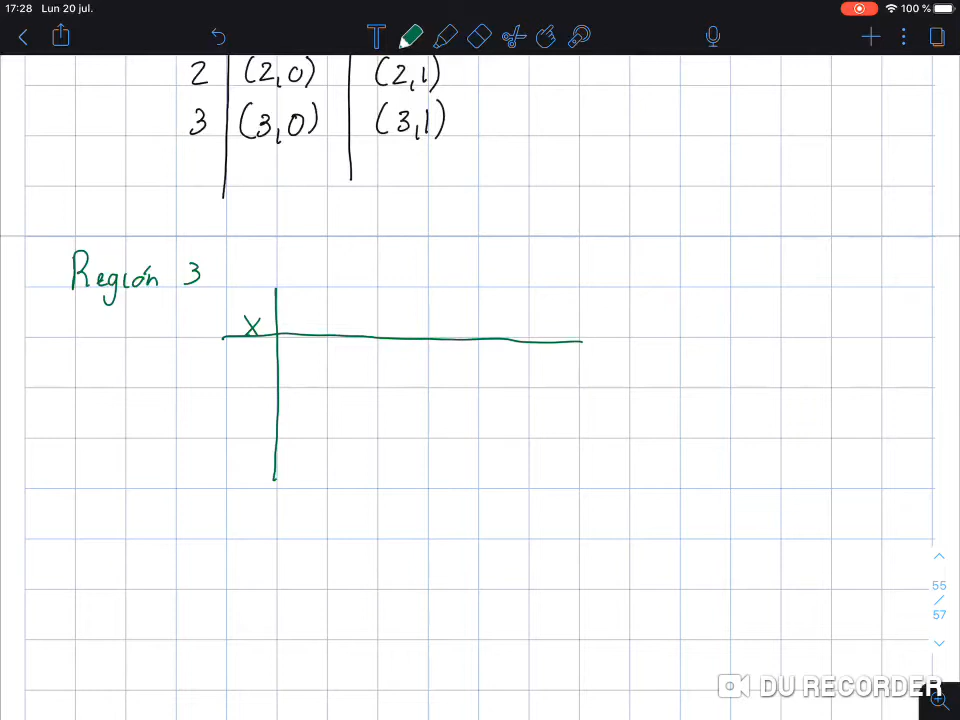 17:28 Lun 20 jul. 100 %
T
2 (2,0) (2,1)
3 (3,0) (3,1)
Región 3
X
55
/
57
DU RECORDER